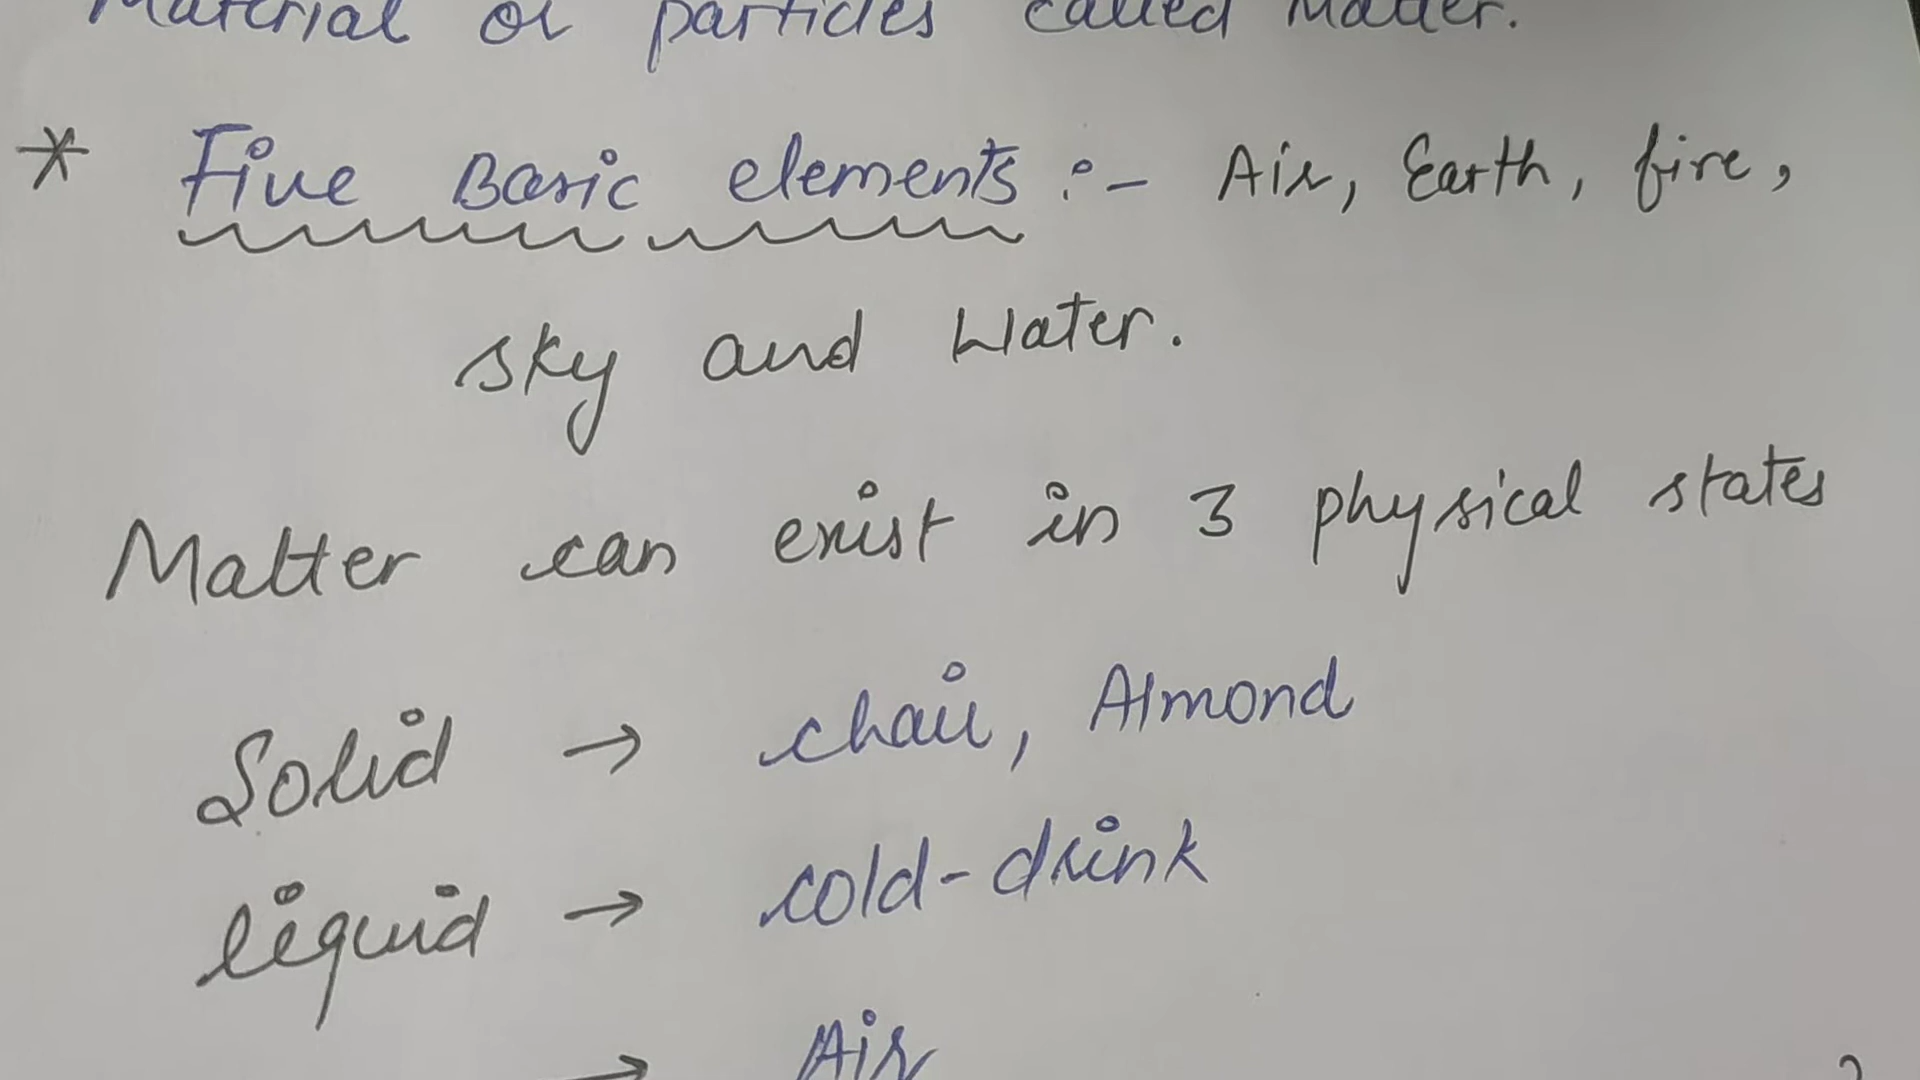 Material or particles called Matter.
* Five Basic elements :- Air, Earth, fire,
sky and Water.
Matter can exist in 3 physical states
Solid → chair, Almond
liquid → cold-drink
→ Air